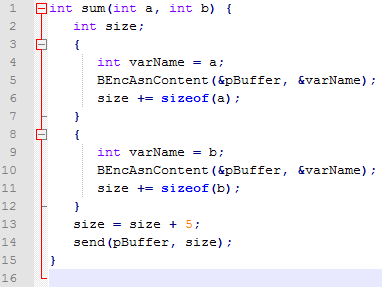 1 int sum(int a, int b) {
2 int size;
3 {
4 int varName = a;
5 BEncAsnContent(&pBuffer, &varName);
6 size += sizeof(a);
7 }
8 {
9 int varName = b;
10 BEncAsnContent(&pBuffer, &varName);
11 size += sizeof(b);
12 }
13 size = size + 5;
14 send(pBuffer, size);
15 }
16